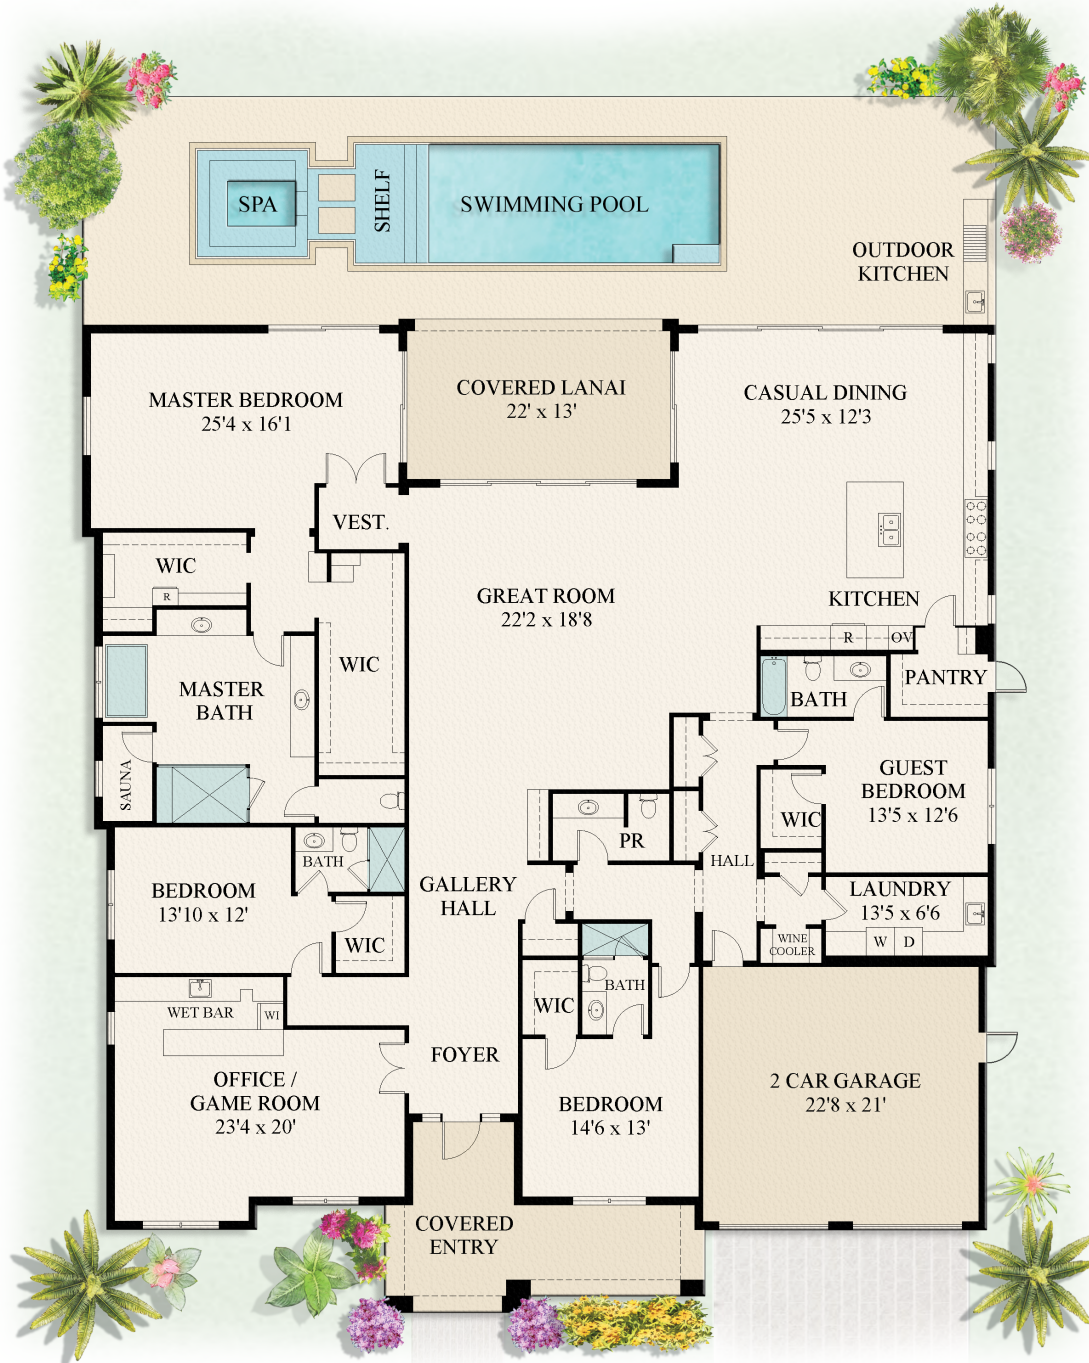 SPA
SHELF
SWIMMING POOL
OUTDOOR
KITCHEN
MASTER BEDROOM
25'4 x 16'1
COVERED LANAI
22' x 13'
CASUAL DINING
25'5 x 12'3
VEST.
WIC
R
GREAT ROOM
22'2 x 18'8
KITCHEN
R
OV
WIC
MASTER
BATH
BATH
PANTRY
SAUNA
GUEST
BEDROOM
13'5 x 12'6
WIC
PR
HALL
BATH
BEDROOM
13'10 x 12'
GALLERY
HALL
LAUNDRY
13'5 x 6'6
WIC
W
D
WINE
COOLER
BATH
WIC
WET BAR
WI
FOYER
OFFICE /
GAME ROOM
23'4 x 20'
BEDROOM
14'6 x 13'
2 CAR GARAGE
22'8 x 21'
COVERED
ENTRY